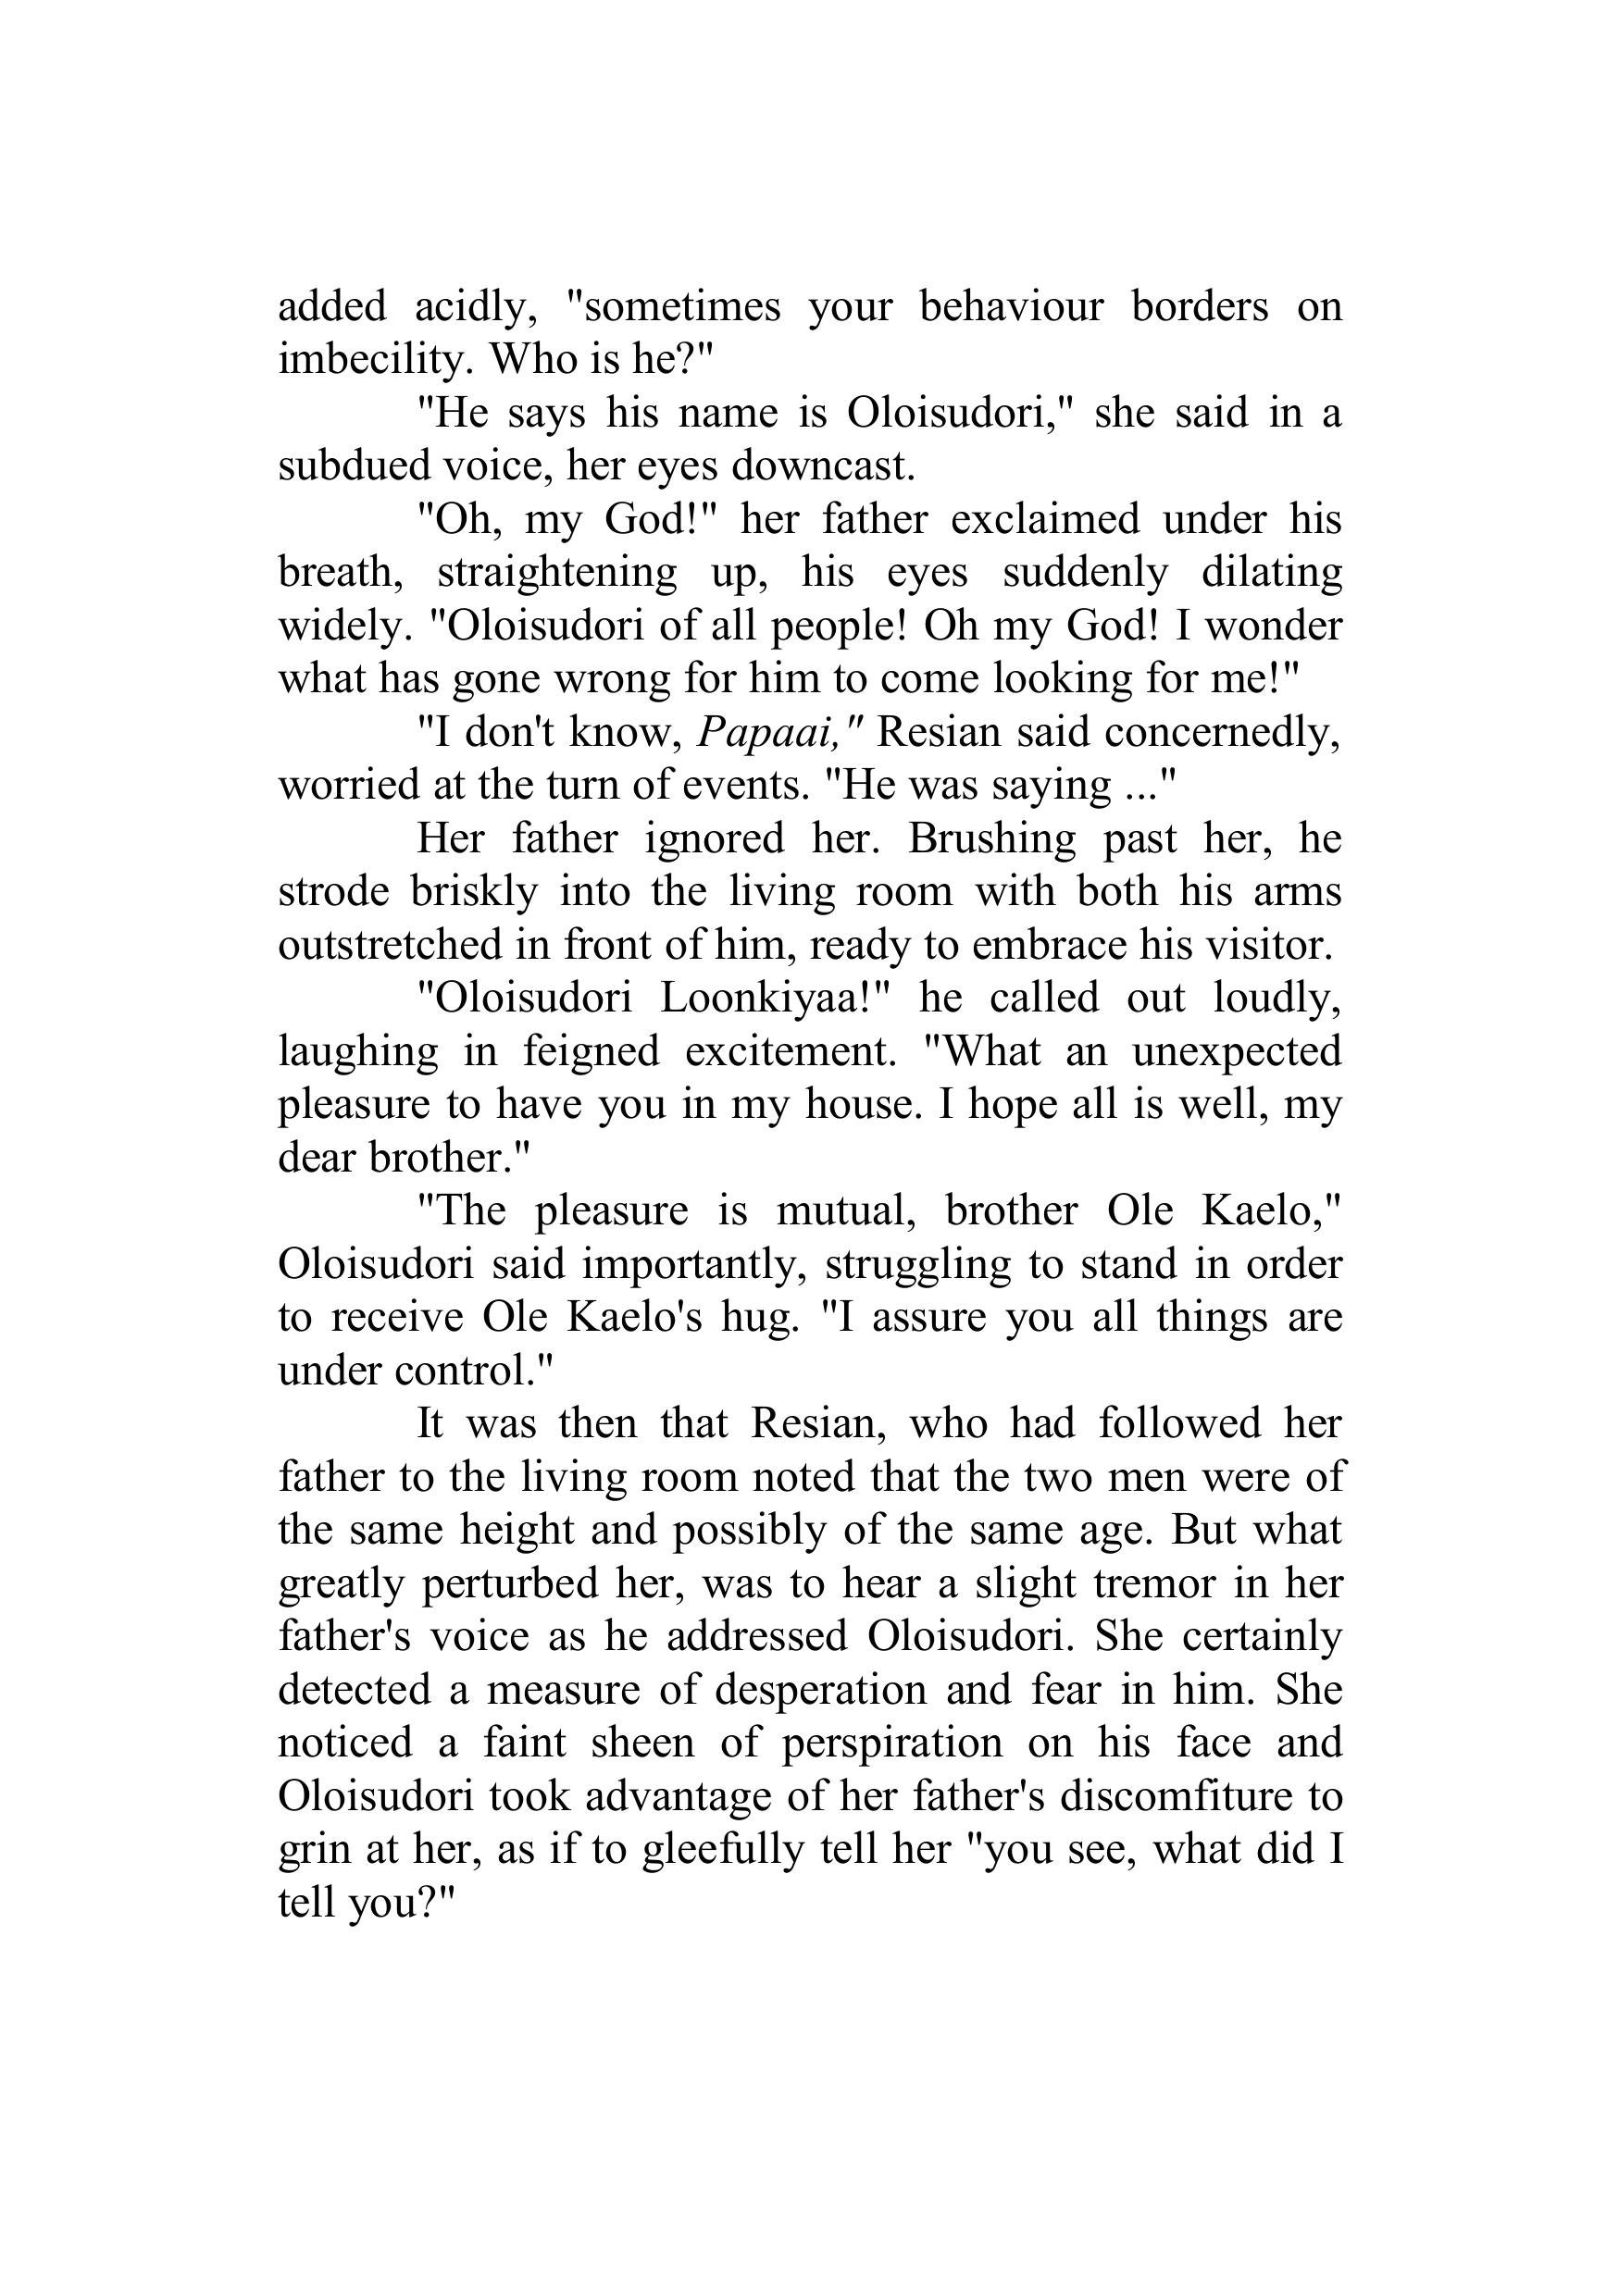 added acidly, "sometimes your behaviour borders on
imbecility. Who is he?"
"He says his name is Oloisudori," she said in a
subdued voice, her eyes downcast.
"Oh, my God!" her father exclaimed under his
breath, straightening up, his eyes suddenly dilating
widely. "Oloisudori of all people! Oh my God! I wonder
what has gone wrong for him to come looking for me!"
"I don't know, Papaai," Resian said concernedly,
worried at the turn of events. "He was saying ..."
Her father ignored her. Brushing past her, he
strode briskly into the living room with both his arms
outstretched in front of him, ready to embrace his visitor.
"Oloisudori Loonkiyaa!" he called out loudly,
laughing in feigned excitement. "What an unexpected
pleasure to have you in my house. I hope all is well, my
dear brother."
"The pleasure is mutual, brother Ole Kaelo,"
Oloisudori said importantly, struggling to stand in order
to receive Ole Kaelo's hug. "I assure you all things are
under control."
It was then that Resian, who had followed her
father to the living room noted that the two men were of
the same height and possibly of the same age. But what
greatly perturbed her, was to hear a slight tremor in her
father's voice as he addressed Oloisudori. She certainly
detected a measure of desperation and fear in him. She
noticed a faint sheen of perspiration on his face and
Oloisudori took advantage of her father's discomfiture to
grin at her, as if to gleefully tell her "you see, what did I
tell you?"